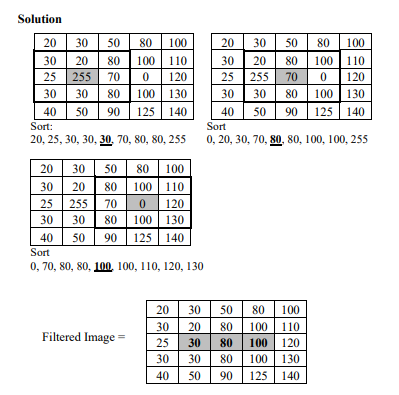 Solution
20 30 50 80 100 20 30 50 80 100
30 20 80 100 110 30 20 80 100 110
25 255 70 0 120 25 255 70 0 120
30 30 80 100 130 30 30 80 100 130
40 50 90 125 140 40 50 90 125 140
Sort: Sort
20, 25, 30, 30, 30, 70, 80, 80, 255 0, 20, 30, 70, 80, 80, 100, 100, 255
20 30 50 80 100
30 20 80 100 110
25 255 70 0 120
30 30 80 100 130
40 50 90 125 140
Sort
0, 70, 80, 80, 100, 100, 110, 120, 130
20 30 50 80 100
30 20 80 100 110
Filtered Image = 25 30 80 100 120
30 30 80 100 130
40 50 90 125 140